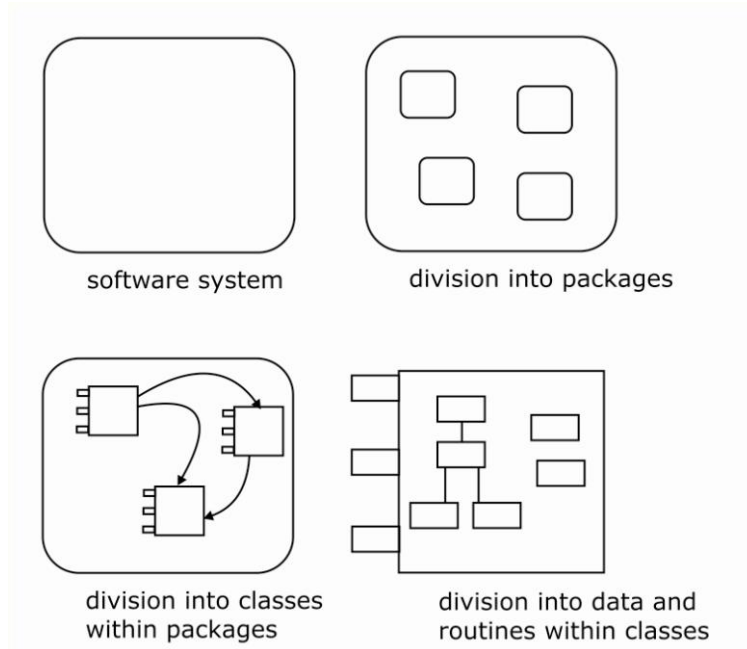 software system
division into packages
division into classes
within packages
division into data and
routines within classes